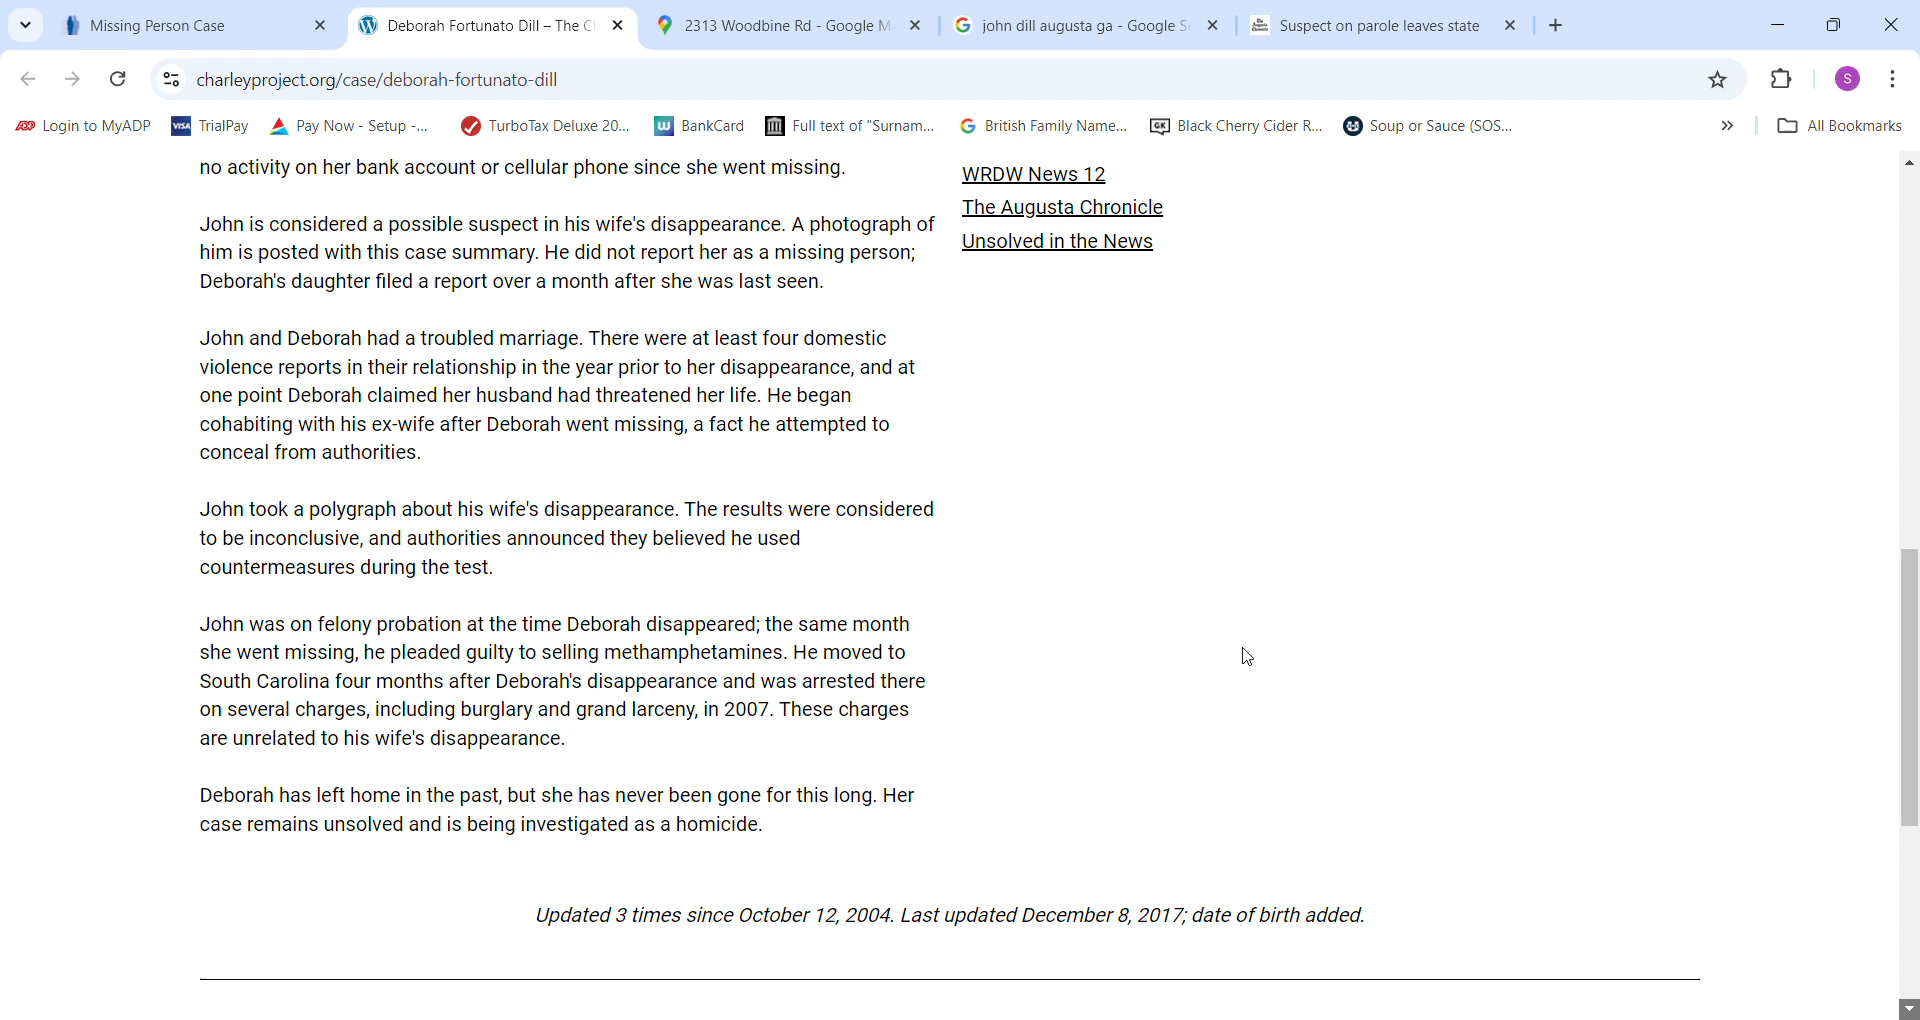 Missing Person Case
Deborah Fortunato Dill – The C
2313 Woodbine Rd - Google M
john dill augusta ga - Google S
Suspect on parole leaves state
charleyproject.org/case/deborah-fortunato-dill
S
Login to MyADP
VISA TrialPay
Pay Now - Setup -...
TurboTax Deluxe 20...
BankCard
Full text of "Surnam...
British Family Name...
GK Black Cherry Cider R...
Soup or Sauce (SOS...
All Bookmarks
no activity on her bank account or cellular phone since she went missing.
John is considered a possible suspect in his wife's disappearance. A photograph of
him is posted with this case summary. He did not report her as a missing person;
Deborah's daughter filed a report over a month after she was last seen.
John and Deborah had a troubled marriage. There were at least four domestic
violence reports in their relationship in the year prior to her disappearance, and at
one point Deborah claimed her husband had threatened her life. He began
cohabiting with his ex-wife after Deborah went missing, a fact he attempted to
conceal from authorities.
John took a polygraph about his wife's disappearance. The results were considered
to be inconclusive, and authorities announced they believed he used
countermeasures during the test.
John was on felony probation at the time Deborah disappeared; the same month
she went missing, he pleaded guilty to selling methamphetamines. He moved to
South Carolina four months after Deborah's disappearance and was arrested there
on several charges, including burglary and grand larceny, in 2007. These charges
are unrelated to his wife's disappearance.
Deborah has left home in the past, but she has never been gone for this long. Her
case remains unsolved and is being investigated as a homicide.
WRDW News 12
The Augusta Chronicle
Unsolved in the News
Updated 3 times since October 12, 2004. Last updated December 8, 2017; date of birth added.